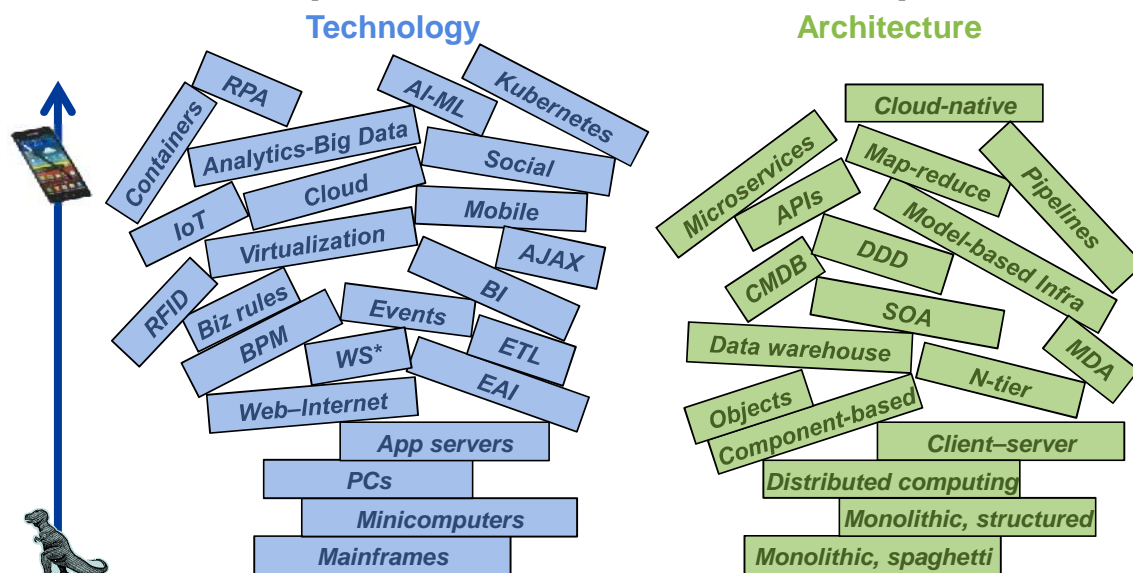 Technology
Architecture
RPA
AI-ML
Kubernetes
Containers
Analytics-Big Data
Social
Cloud
Mobile
IoT
Virtualization
AJAX
BI
RFID
Biz rules
Events
BPM
WS*
ETL
EAI
Web–Internet
App servers
PCs
Minicomputers
Mainframes
Cloud-native
Microservices
Map-reduce
Pipelines
APIs
Model-based Infra
DDD
CMDB
SOA
Data warehouse
MDA
N-tier
Objects
Component-based
Client–server
Distributed computing
Monolithic, structured
Monolithic, spaghetti